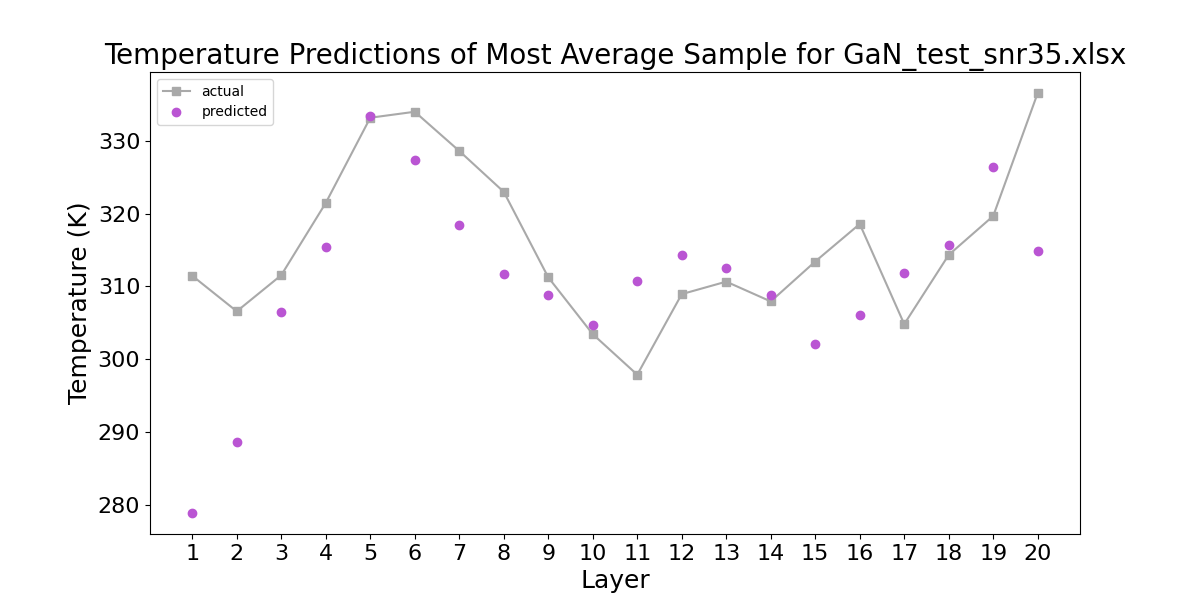 Temperature Predictions of Most Average Sample for GaN_test_snr35.xlsx
actual
predicted
Temperature (K)
330
320
310
300
290
280
1 2 3 4 5 6 7 8 9 10 11 12 13 14 15 16 17 18 19 20
Layer